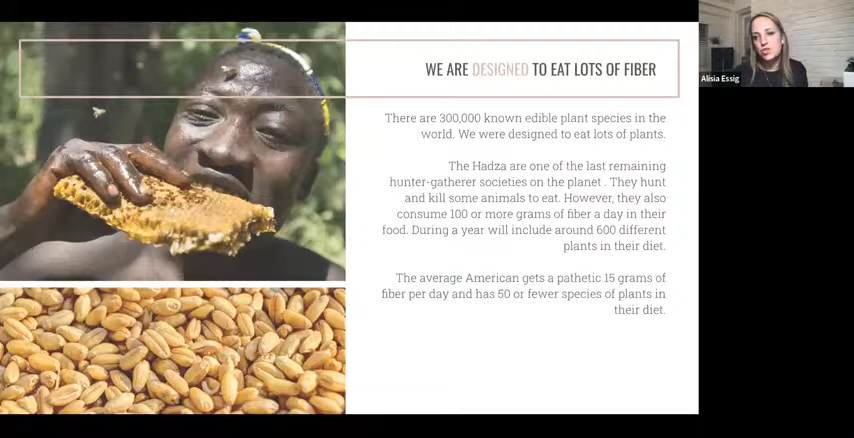 WE ARE DESIGNED TO EAT LOTS OF FIBER
There are 300,000 known edible plant species in the
world. We were designed to eat lots of plants.
The Hadza are one of the last remaining
hunter-gatherer societies on the planet . They hunt
and kill some animals to eat. However, they also
consume 100 or more grams of fiber a day in their
food. During a year will include around 600 different
plants in their diet.
The average American gets a pathetic 15 grams of
fiber per day and has 50 or fewer species of plants in
their diet.
Alisia Essig